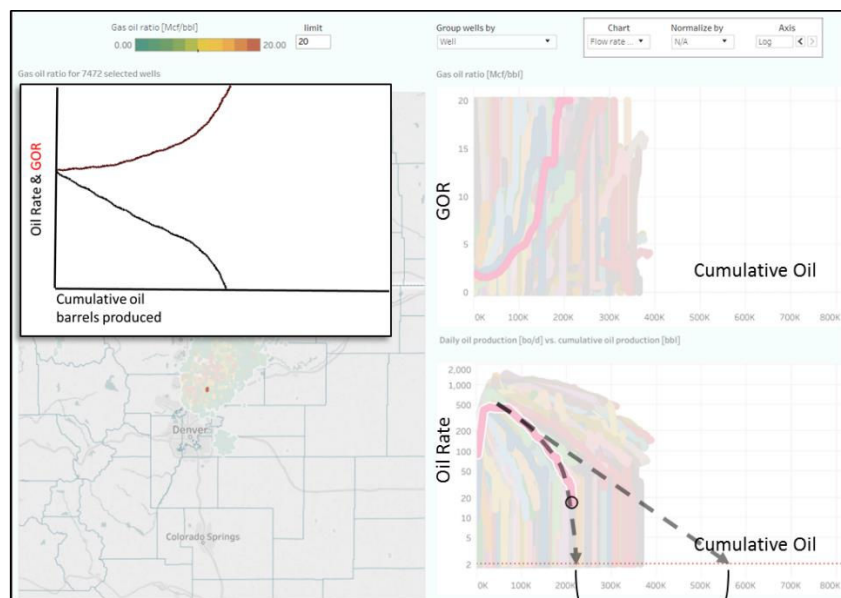 Gas oil ratio [Mcf/bbl]
0.00
20.00
limit
20
Group wells by
Well
Chart
Flow rate ...
Normalize by
N/A
Axis
Log
Gas oil ratio for 7472 selected wells
Oil Rate & GOR
Cumulative oil
barrels produced
Denver
Colorado Springs
Gas oil ratio [Mcf/bbl]
GOR
20
15
10
5
0
Cumulative Oil
0K 100K 200K 300K 400K 500K 600K 700K 800K
Daily oil production [bo/d] vs. cumulative oil production [bbl]
Oil Rate
2,000
1,000
500
200
100
50
20
10
5
2
Cumulative Oil
0K 100K 200K 300K 400K 500K 600K 700K 800K